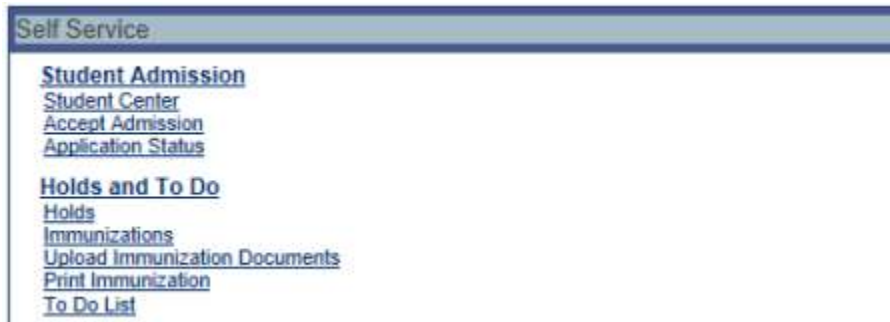 Self Service
Student Admission
Student Center
Accept Admission
Application Status
Holds and To Do
Holds
Immunizations
Upload Immunization Documents
Print Immunization
To Do List